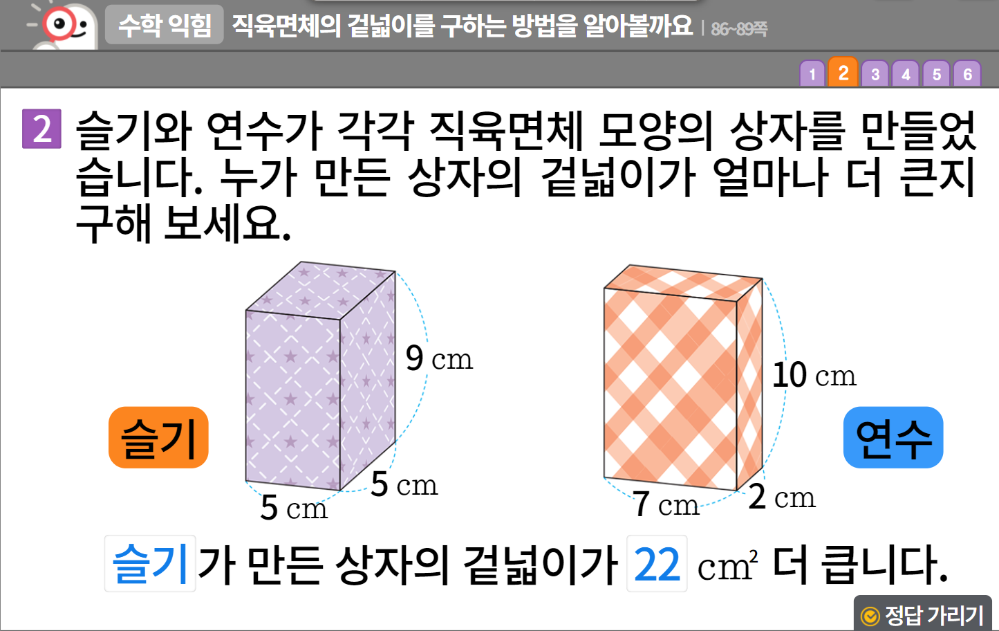 수학 익힘 직육면체의 겉넓이를 구하는 방법을 알아볼까요 | 86~89쪽
1 2 3 4 5 6
2 슬기와 연수가 각각 직육면체 모양의 상자를 만들었
습니다. 누가 만든 상자의 겉넓이가 얼마나 더 큰지
구해 보세요.
9 cm
10 cm
슬기
연수
5 cm
2 cm
5 cm
7 cm
슬기가 만든 상자의 겉넓이가 22 cm² 더 큽니다.
정답 가리기